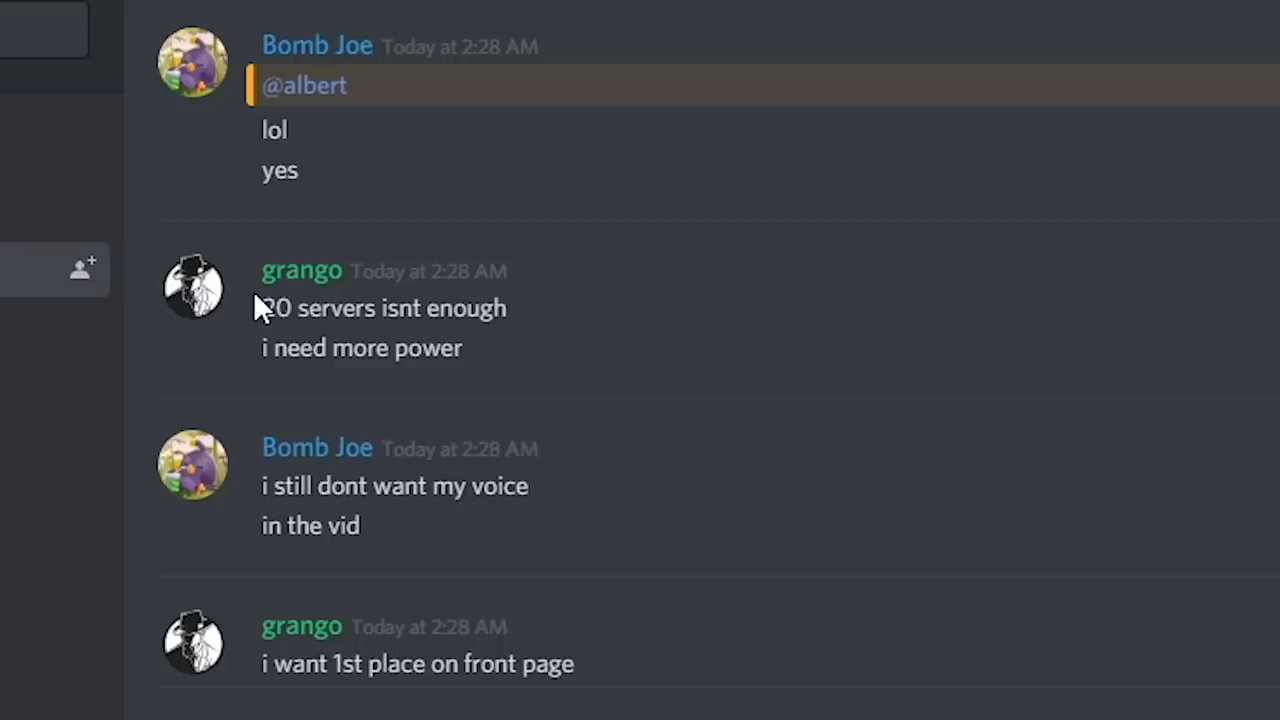 Bomb Joe Today at 2:28 AM
@albert
lol
yes
grango Today at 2:28 AM
20 servers isnt enough
i need more power
Bomb Joe Today at 2:28 AM
i still dont want my voice
in the vid
grango Today at 2:28 AM
i want 1st place on front page